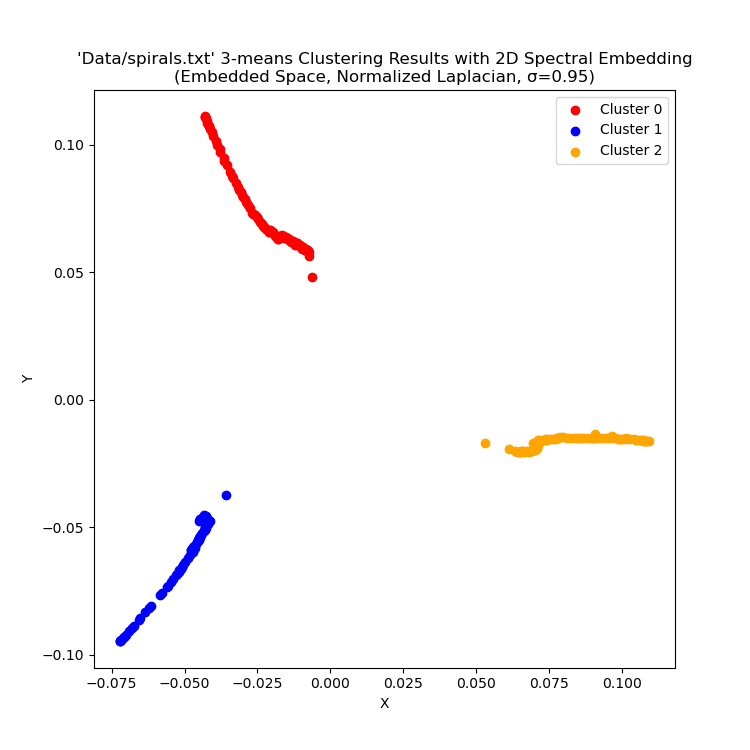 'Data/spirals.txt' 3-means Clustering Results with 2D Spectral Embedding
(Embedded Space, Normalized Laplacian, σ=0.95)
Cluster 0
Cluster 1
Cluster 2
0.10
0.05
0.00
−0.05
−0.10
Y
−0.075 −0.050 −0.025 0.000 0.025 0.050 0.075 0.100
X